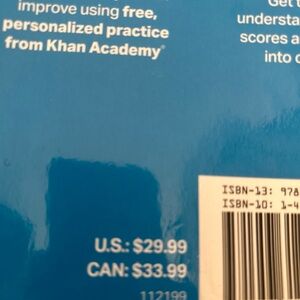 improve using free,
personalized practice
from Khan Academy®
Get
understa
scores a
into
U.S.: $29.99
CAN: $33.99
112199
ISBN-13: 978
ISBN-10: 1-4